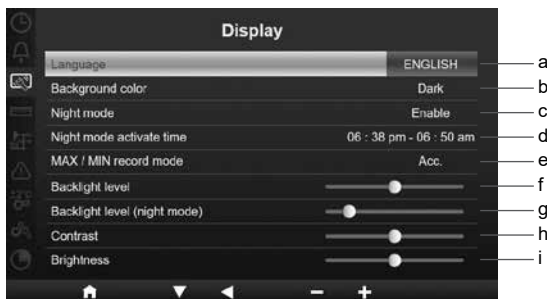 Display
Language ENGLISH a
Background color Dark b
Night mode Enable c
Night mode activate time 06 : 38 pm - 06 : 50 am d
MAX / MIN record mode Acc. e
Backlight level f
Backlight level (night mode) g
Contrast h
Brightness i